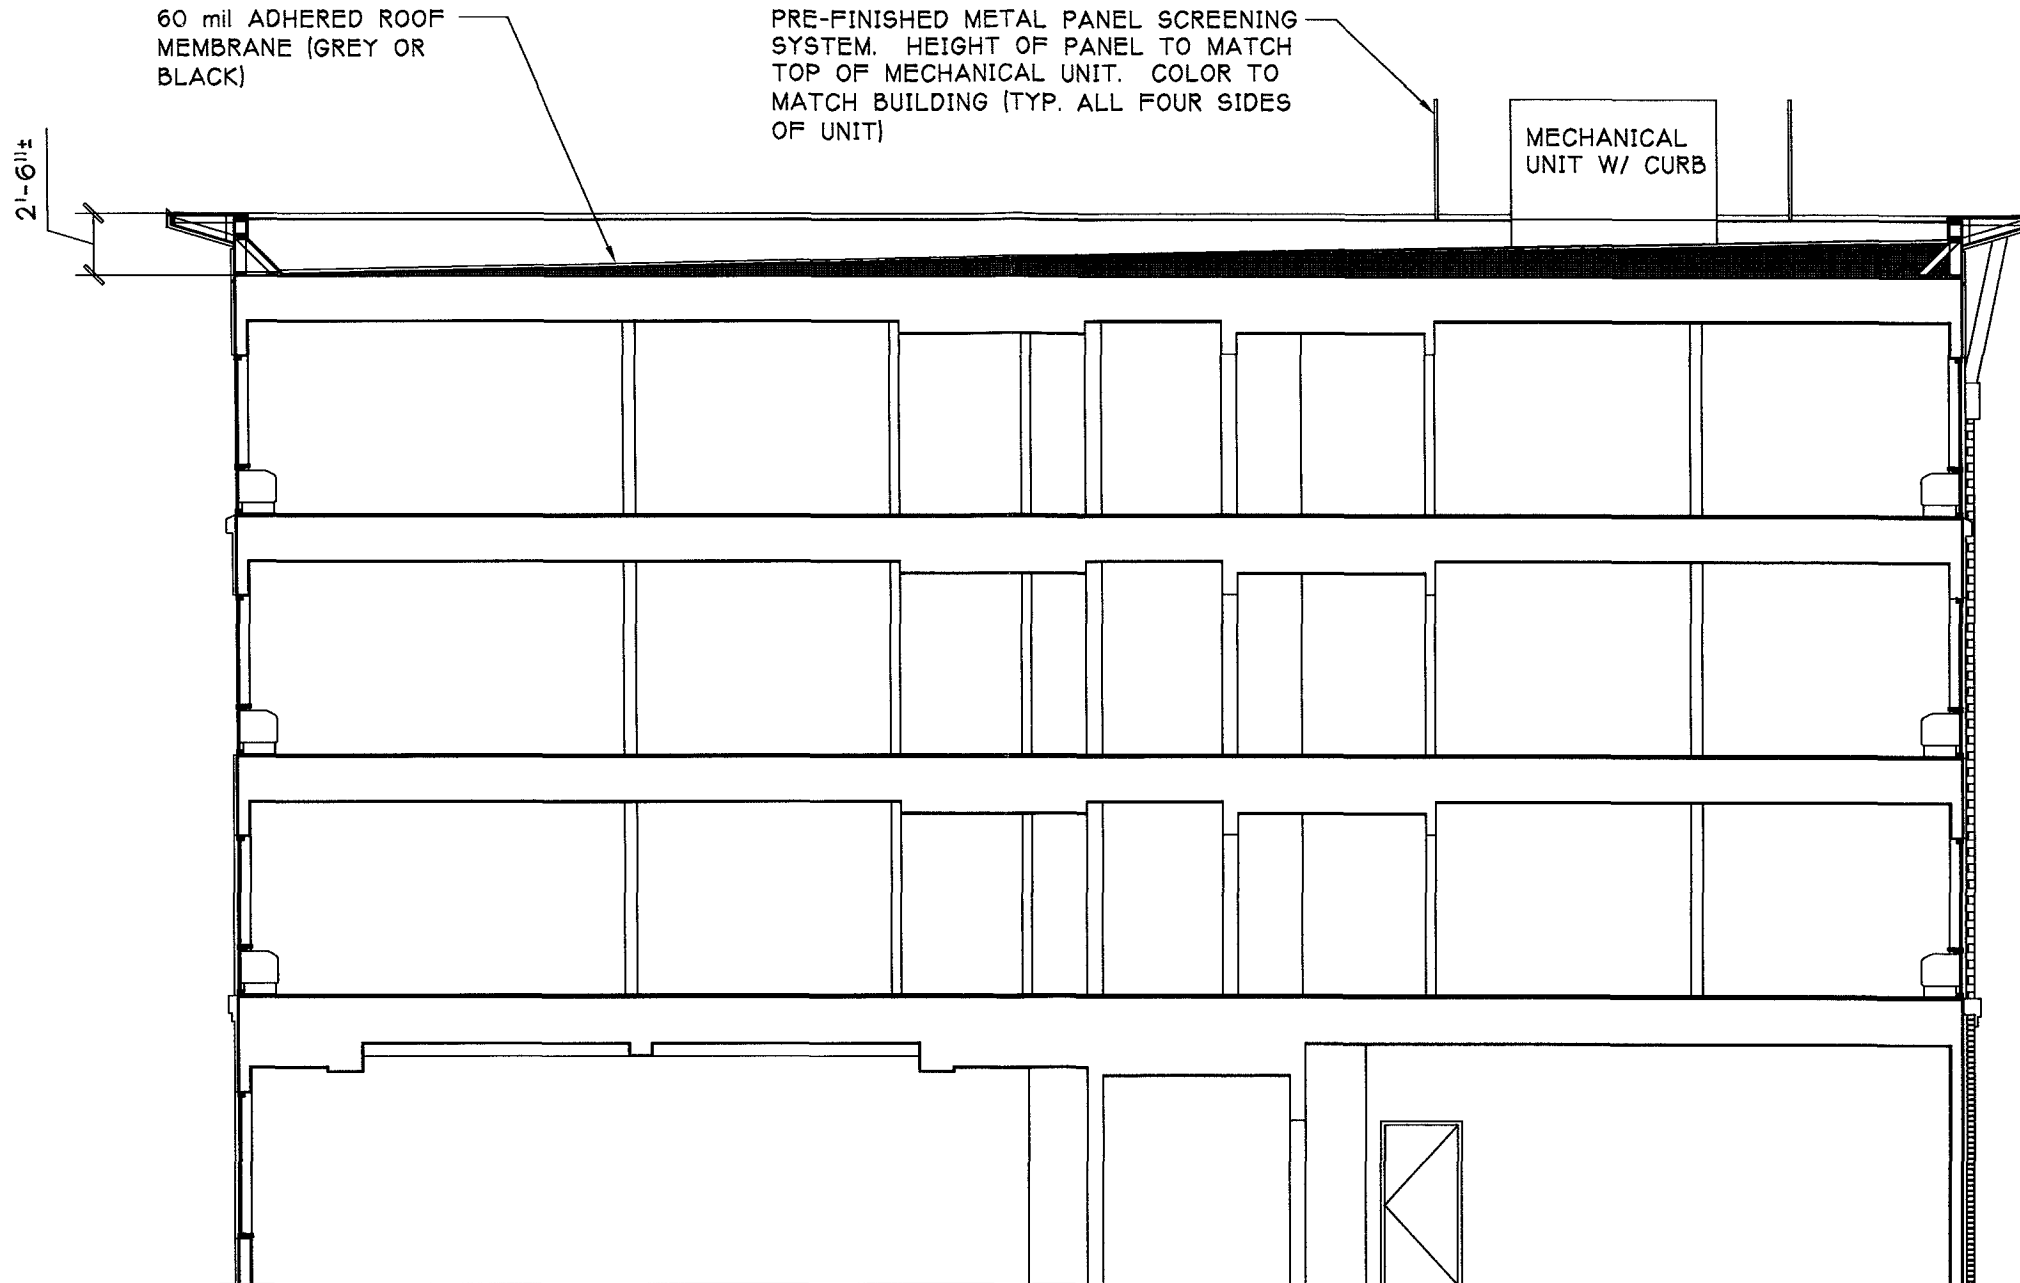 60 mil ADHERED ROOF
MEMBRANE (GREY OR
BLACK)
PRE-FINISHED METAL PANEL SCREENING
SYSTEM. HEIGHT OF PANEL TO MATCH
TOP OF MECHANICAL UNIT. COLOR TO
MATCH BUILDING (TYP. ALL FOUR SIDES
OF UNIT)
MECHANICAL
UNIT W/ CURB
2'-6"±